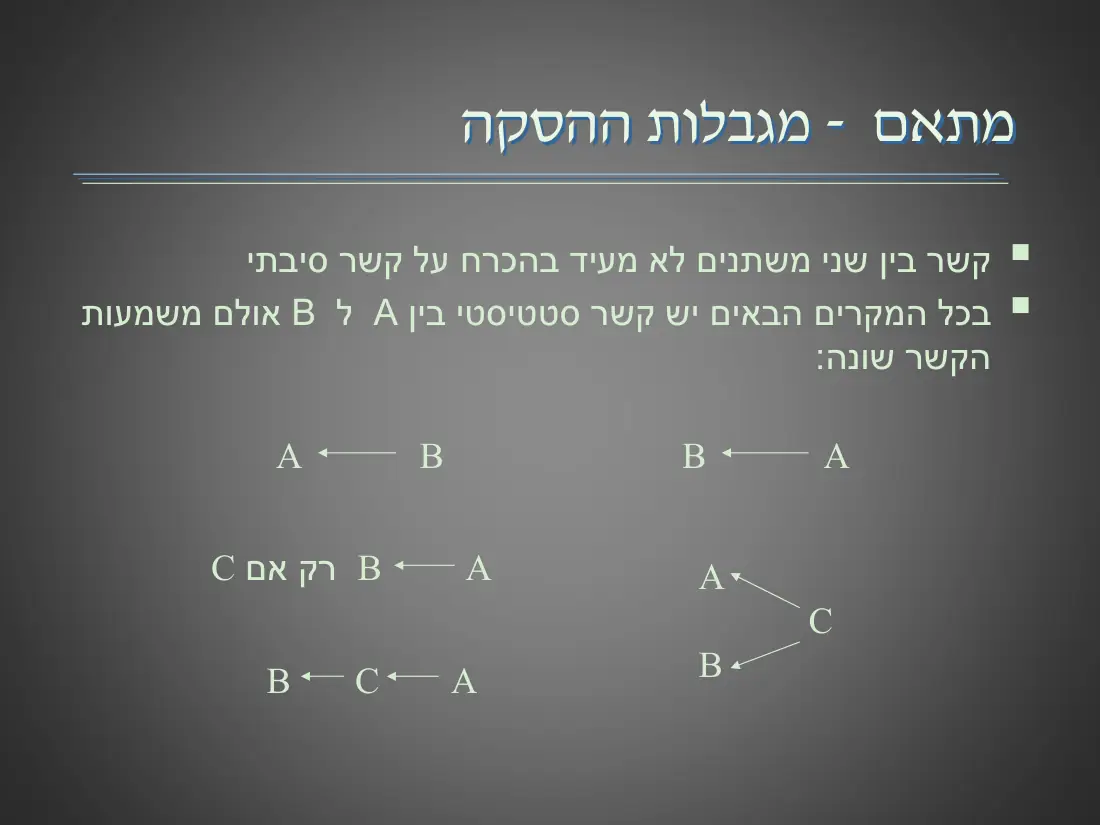 מתאם - מגבלות ההסקה
קשר בין שני משתנים לא מעיד בהכרח על קשר סיבתי
בכל המקרים הבאים יש קשר סטטיסטי בין A ל B אולם משמעות
הקשר שונה:
A B
B A
A B רק אם C
A
C
B
A C B